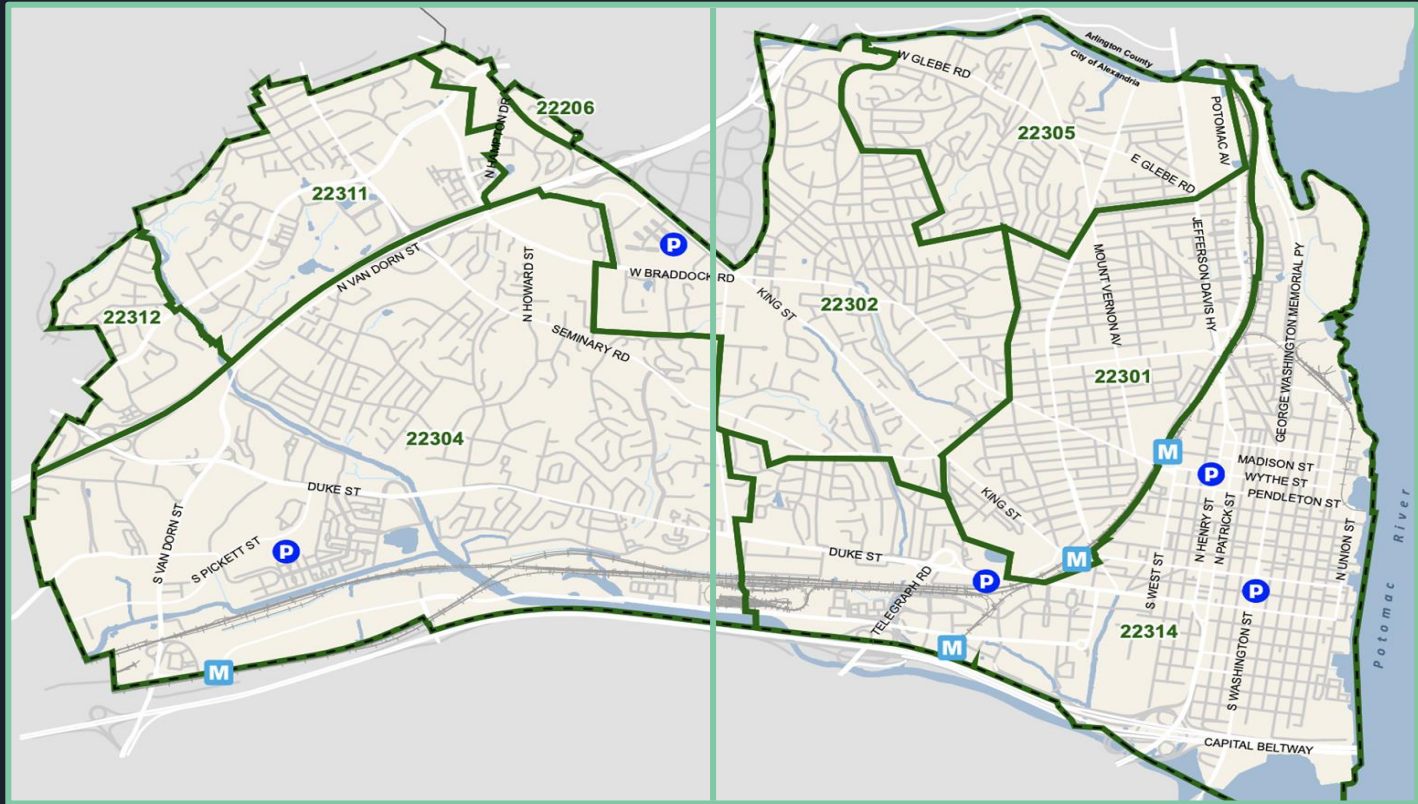 Arlington County
City of Alexandria
W GLEBE RD
22206
N HAMPTON DR
POTOMAC AV
22305
E GLEBE RD
22311
P
N VAN DORN ST
N HOWARD ST
W BRADDOCK RD
JEFFERSON DAVIS HY
MOUNT VERNON AV
GEORGE WASHINGTON MEMORIAL PY
KING ST
22302
22312
SEMINARY RD
22301
22304
M
P
MADISON ST
WYTHE ST
PENDLETON ST
DUKE ST
KING ST
N HENRY ST
N PATRICK ST
N UNION ST
Potomac River
S VAN DORN ST
S PICKETT ST
P
DUKE ST
M
P
TELEGRAPH RD
S WEST ST
P
22314
M
M
S WASHINGTON ST
CAPITAL BELTWAY